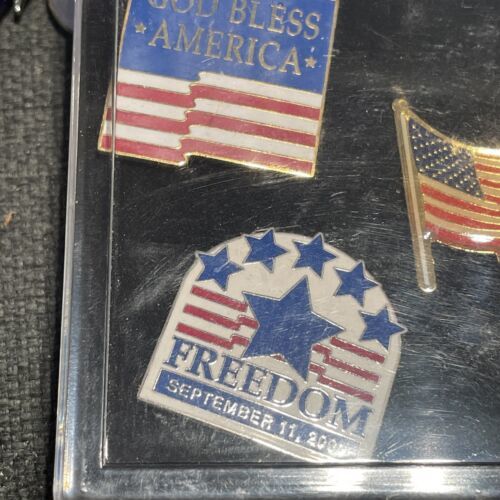 GOD BLESS
AMERICA
FREEDOM
SEPTEMBER 11,